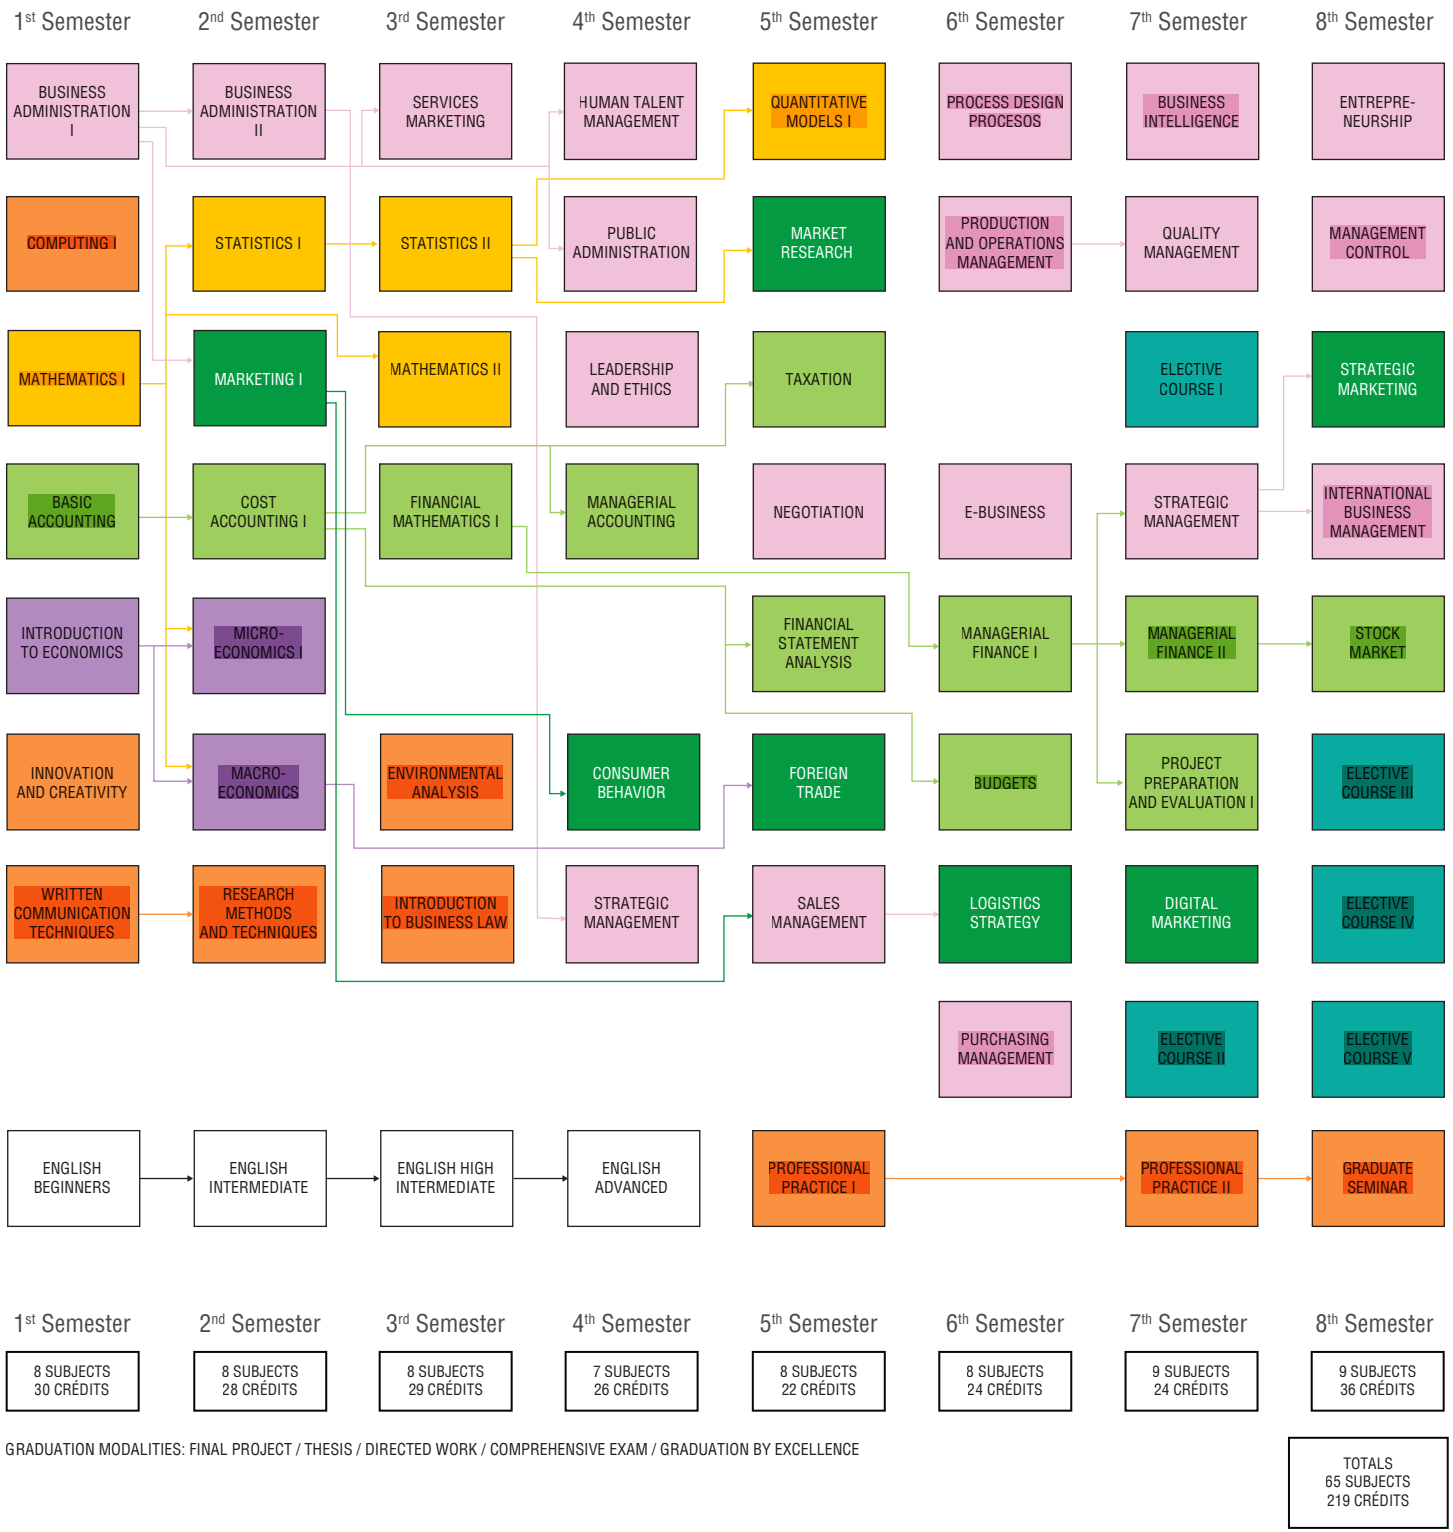 1st Semester
2nd Semester
3rd Semester
4th Semester
5th Semester
6th Semester
7th Semester
8th Semester
BUSINESS
ADMINISTRATION
I
BUSINESS
ADMINISTRATION
II
SERVICES
MARKETING
HUMAN TALENT
MANAGEMENT
QUANTITATIVE
MODELS I
PROCESS DESIGN
PROCESOS
BUSINESS
INTELLIGENCE
ENTREPRE-
NEURSHIP
COMPUTING I
STATISTICS I
STATISTICS II
PUBLIC
ADMINISTRATION
MARKET
RESEARCH
PRODUCTION
AND OPERATIONS
MANAGEMENT
QUALITY
MANAGEMENT
MANAGEMENT
CONTROL
MATHEMATICS I
MARKETING I
MATHEMATICS II
LEADERSHIP
AND ETHICS
TAXATION
ELECTIVE
COURSE I
STRATEGIC
MARKETING
BASIC
ACCOUNTING
COST
ACCOUNTING I
FINANCIAL
MATHEMATICS I
MANAGERIAL
ACCOUNTING
NEGOTIATION
E-BUSINESS
STRATEGIC
MANAGEMENT
INTERNATIONAL
BUSINESS
MANAGEMENT
INTRODUCTION
TO ECONOMICS
MICRO-
ECONOMICS I
FINANCIAL
STATEMENT
ANALYSIS
MANAGERIAL
FINANCE I
MANAGERIAL
FINANCE II
STOCK
MARKET
INNOVATION
AND CREATIVITY
MACRO-
ECONOMICS
ENVIRONMENTAL
ANALYSIS
CONSUMER
BEHAVIOR
FOREIGN
TRADE
BUDGETS
PROJECT
PREPARATION
AND EVALUATION I
ELECTIVE
COURSE III
WRITTEN
COMMUNICATION
TECHNIQUES
RESEARCH
METHODS
AND TECHNIQUES
INTRODUCTION
TO BUSINESS LAW
STRATEGIC
MANAGEMENT
SALES
MANAGEMENT
LOGISTICS
STRATEGY
DIGITAL
MARKETING
ELECTIVE
COURSE IV
PURCHASING
MANAGEMENT
ELECTIVE
COURSE II
ELECTIVE
COURSE V
ENGLISH
BEGINNERS
ENGLISH
INTERMEDIATE
ENGLISH HIGH
INTERMEDIATE
ENGLISH
ADVANCED
PROFESSIONAL
PRACTICE I
PROFESSIONAL
PRACTICE II
GRADUATE
SEMINAR
1st Semester
2nd Semester
3rd Semester
4th Semester
5th Semester
6th Semester
7th Semester
8th Semester
8 SUBJECTS
30 CRÉDITS
8 SUBJECTS
28 CRÉDITS
8 SUBJECTS
29 CRÉDITS
7 SUBJECTS
26 CRÉDITS
8 SUBJECTS
22 CRÉDITS
8 SUBJECTS
24 CRÉDITS
9 SUBJECTS
24 CRÉDITS
9 SUBJECTS
36 CRÉDITS
GRADUATION MODALITIES: FINAL PROJECT / THESIS / DIRECTED WORK / COMPREHENSIVE EXAM / GRADUATION BY EXCELLENCE
TOTALS
65 SUBJECTS
219 CRÉDITS